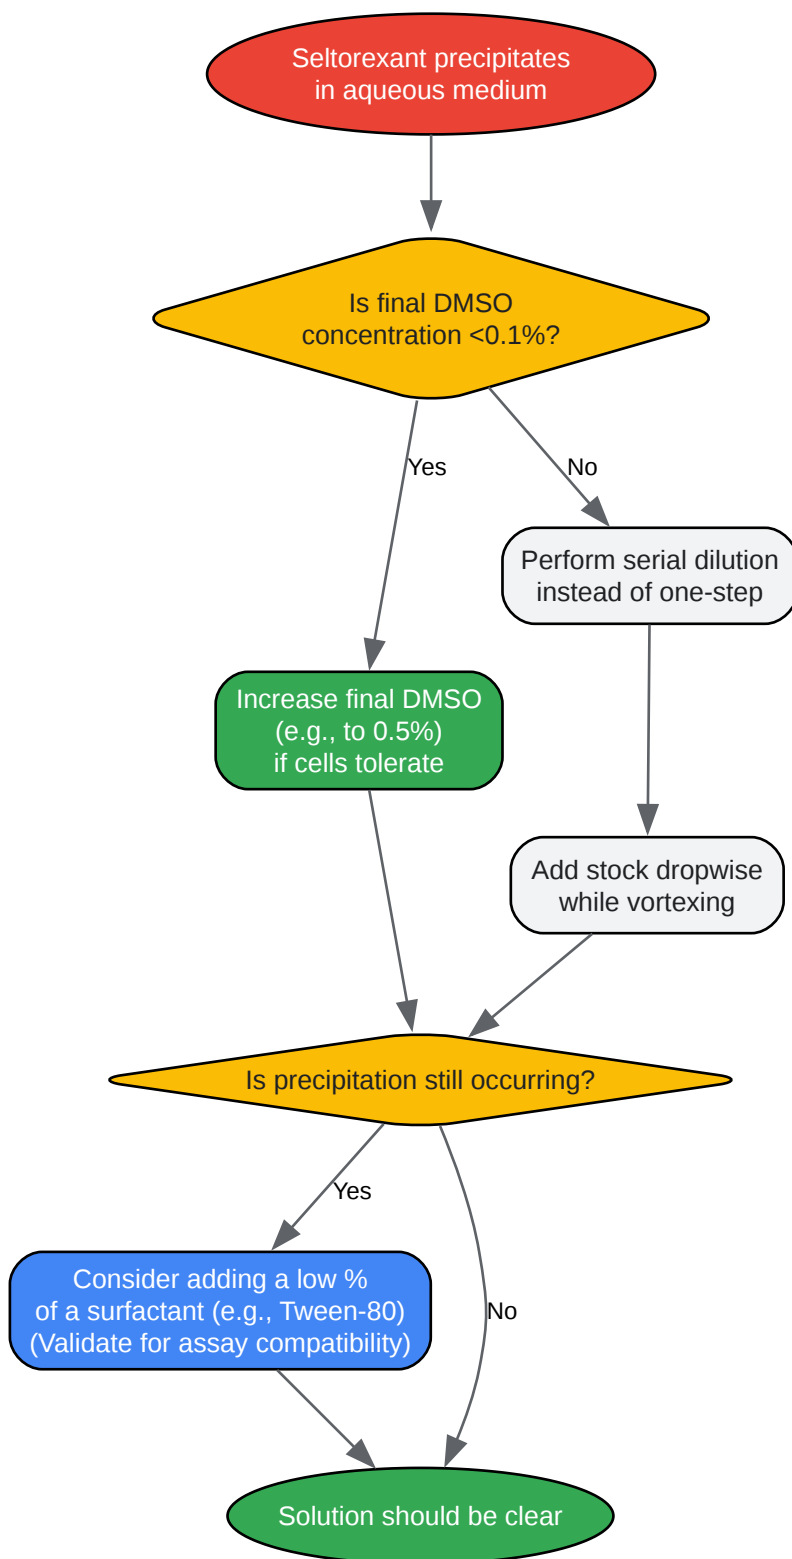 Seltorexant precipitates
in aqueous medium
Is final DMSO
concentration <0.1%?
Yes
No
Perform serial dilution
instead of one-step
Increase final DMSO
(e.g., to 0.5%)
if cells tolerate
Add stock dropwise
while vortexing
Is precipitation still occurring?
Yes
Consider adding a low %
of a surfactant (e.g., Tween-80)
(Validate for assay compatibility)
No
Solution should be clear